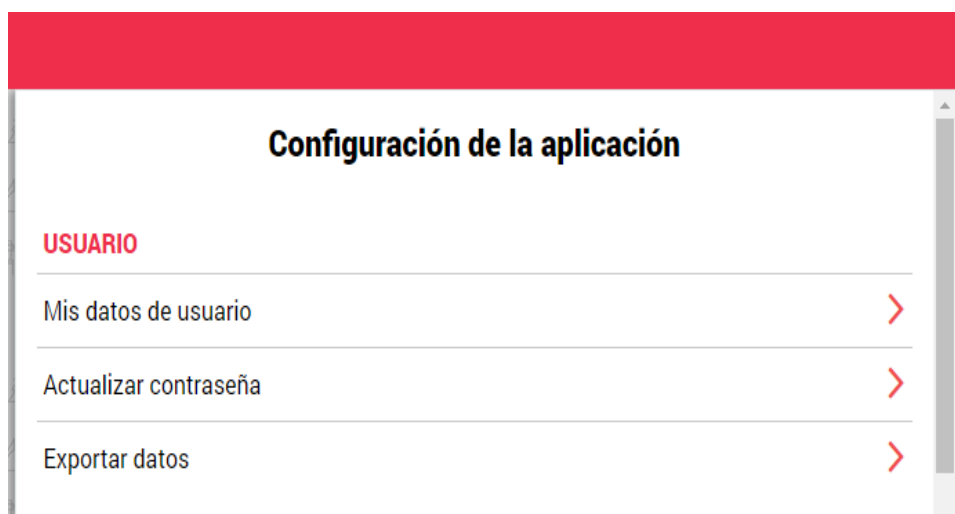 Configuración de la aplicación
USUARIO
Mis datos de usuario
Actualizar contraseña
Exportar datos